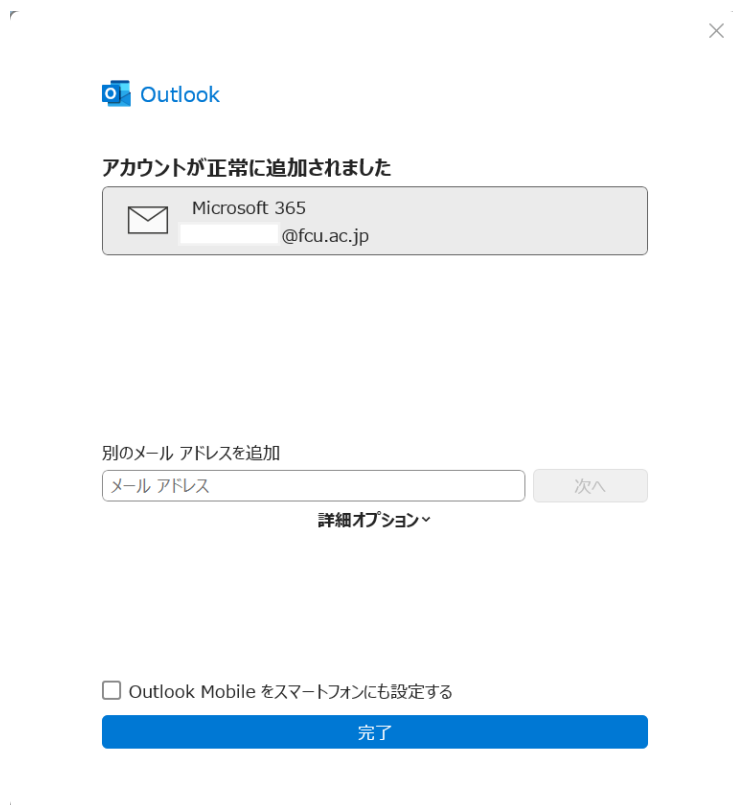 Outlook
アカウントが正常に追加されました
Microsoft 365
@fcu.ac.jp
別のメール アドレスを追加
メール アドレス
次へ
詳細オプション
Outlook Mobile をスマートフォンにも設定する
完了